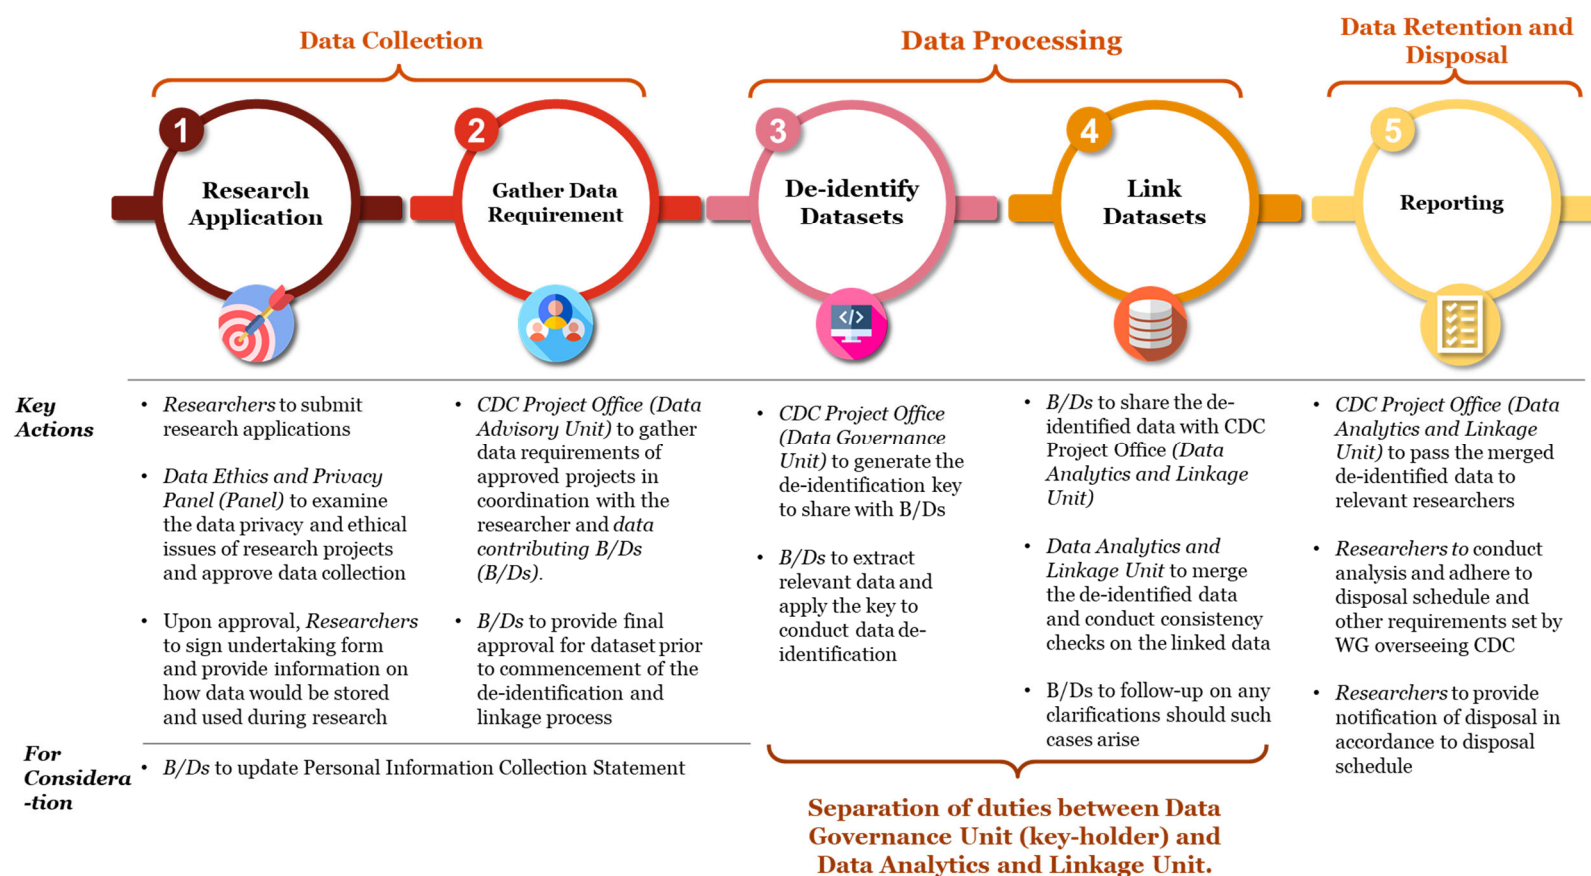 Data Collection
Data Processing
Data Retention and
Disposal
1
Research
Application
2
Gather Data
Requirement
3
De-identify
Datasets
</>
4
Link
Datasets
5
Reporting
Key
Actions
• Researchers to submit
research applications
• Data Ethics and Privacy
Panel (Panel) to examine
the data privacy and ethical
issues of research projects
and approve data collection
• Upon approval, Researchers
to sign undertaking form
and provide information on
how data would be stored
and used during research
• CDC Project Office (Data
Advisory Unit) to gather
data requirements of
approved projects in
coordination with the
researcher and data
contributing B/Ds
(B/Ds).
• B/Ds to provide final
approval for dataset prior
to commencement of the
de-identification and
linkage process
• CDC Project Office
(Data Governance
Unit) to generate the
de-identification key
to share with B/Ds
• B/Ds to extract
relevant data and
apply the key to
conduct data de-
identification
• B/Ds to share the de-
identified data with CDC
Project Office (Data
Analytics and Linkage
Unit)
• Data Analytics and
Linkage Unit to merge
the de-identified data
and conduct consistency
checks on the linked data
• B/Ds to follow-up on any
clarifications should such
cases arise
• CDC Project Office (Data
Analytics and Linkage
Unit) to pass the merged
de-identified data to
relevant researchers
• Researchers to conduct
analysis and adhere to
disposal schedule and
other requirements set by
WG overseeing CDC
• Researchers to provide
notification of disposal in
accordance to disposal
schedule
For
Considera
-tion
• B/Ds to update Personal Information Collection Statement
Separation of duties between Data
Governance Unit (key-holder) and
Data Analytics and Linkage Unit.